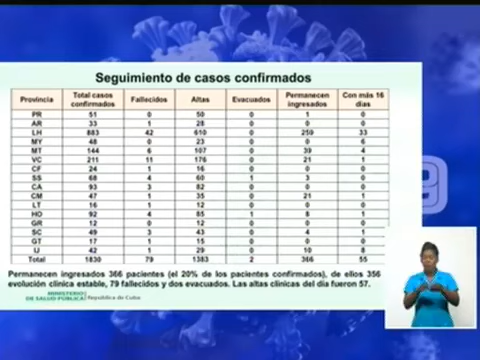 Seguimiento de casos confirmados
Provincia Total casos confirmados Fallecidos Altas Evacuados Permanecen ingresados Con más 16 días
PR 51 0 50 0 1 0
AR 33 1 28 0 0 0
LH 883 42 610 0 259 33
MY 48 0 23 0 0 6
MT 144 6 107 0 39 4
VC 211 11 176 0 21 1
CF 24 1 16 0 0 0
SS 68 4 60 1 3 0
CA 93 3 82 0 0 0
CM 47 1 35 0 21 1
LT 16 1 12 0 0 0
HO 92 4 85 1 8 1
GR 12 0 12 0 0 0
SC 49 3 43 0 4 1
GT 17 1 15 0 0 0
IJ 42 1 29 0 10 8
Total 1830 79 1383 2 366 55
Permanecen ingresados 366 pacientes (el 20% de los pacientes confirmados), de ellos 356
evolución clínica estable, 79 fallecidos y dos evacuados. Las altas clínicas del día fueron 57.
MINISTERIO
DE SALUD PÚBLICA República de Cuba
9